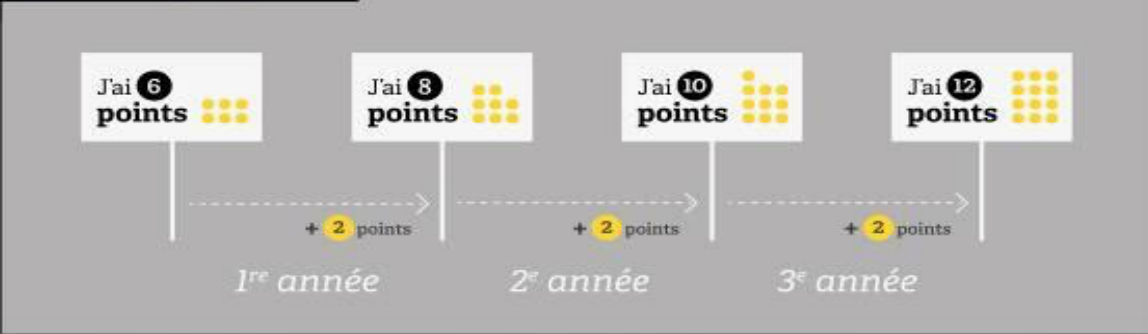 J'ai 6
points
J'ai 8
points
J'ai 10
points
J'ai 12
points
+ 2 points
+ 2 points
+ 2 points
1re année
2e année
3e année